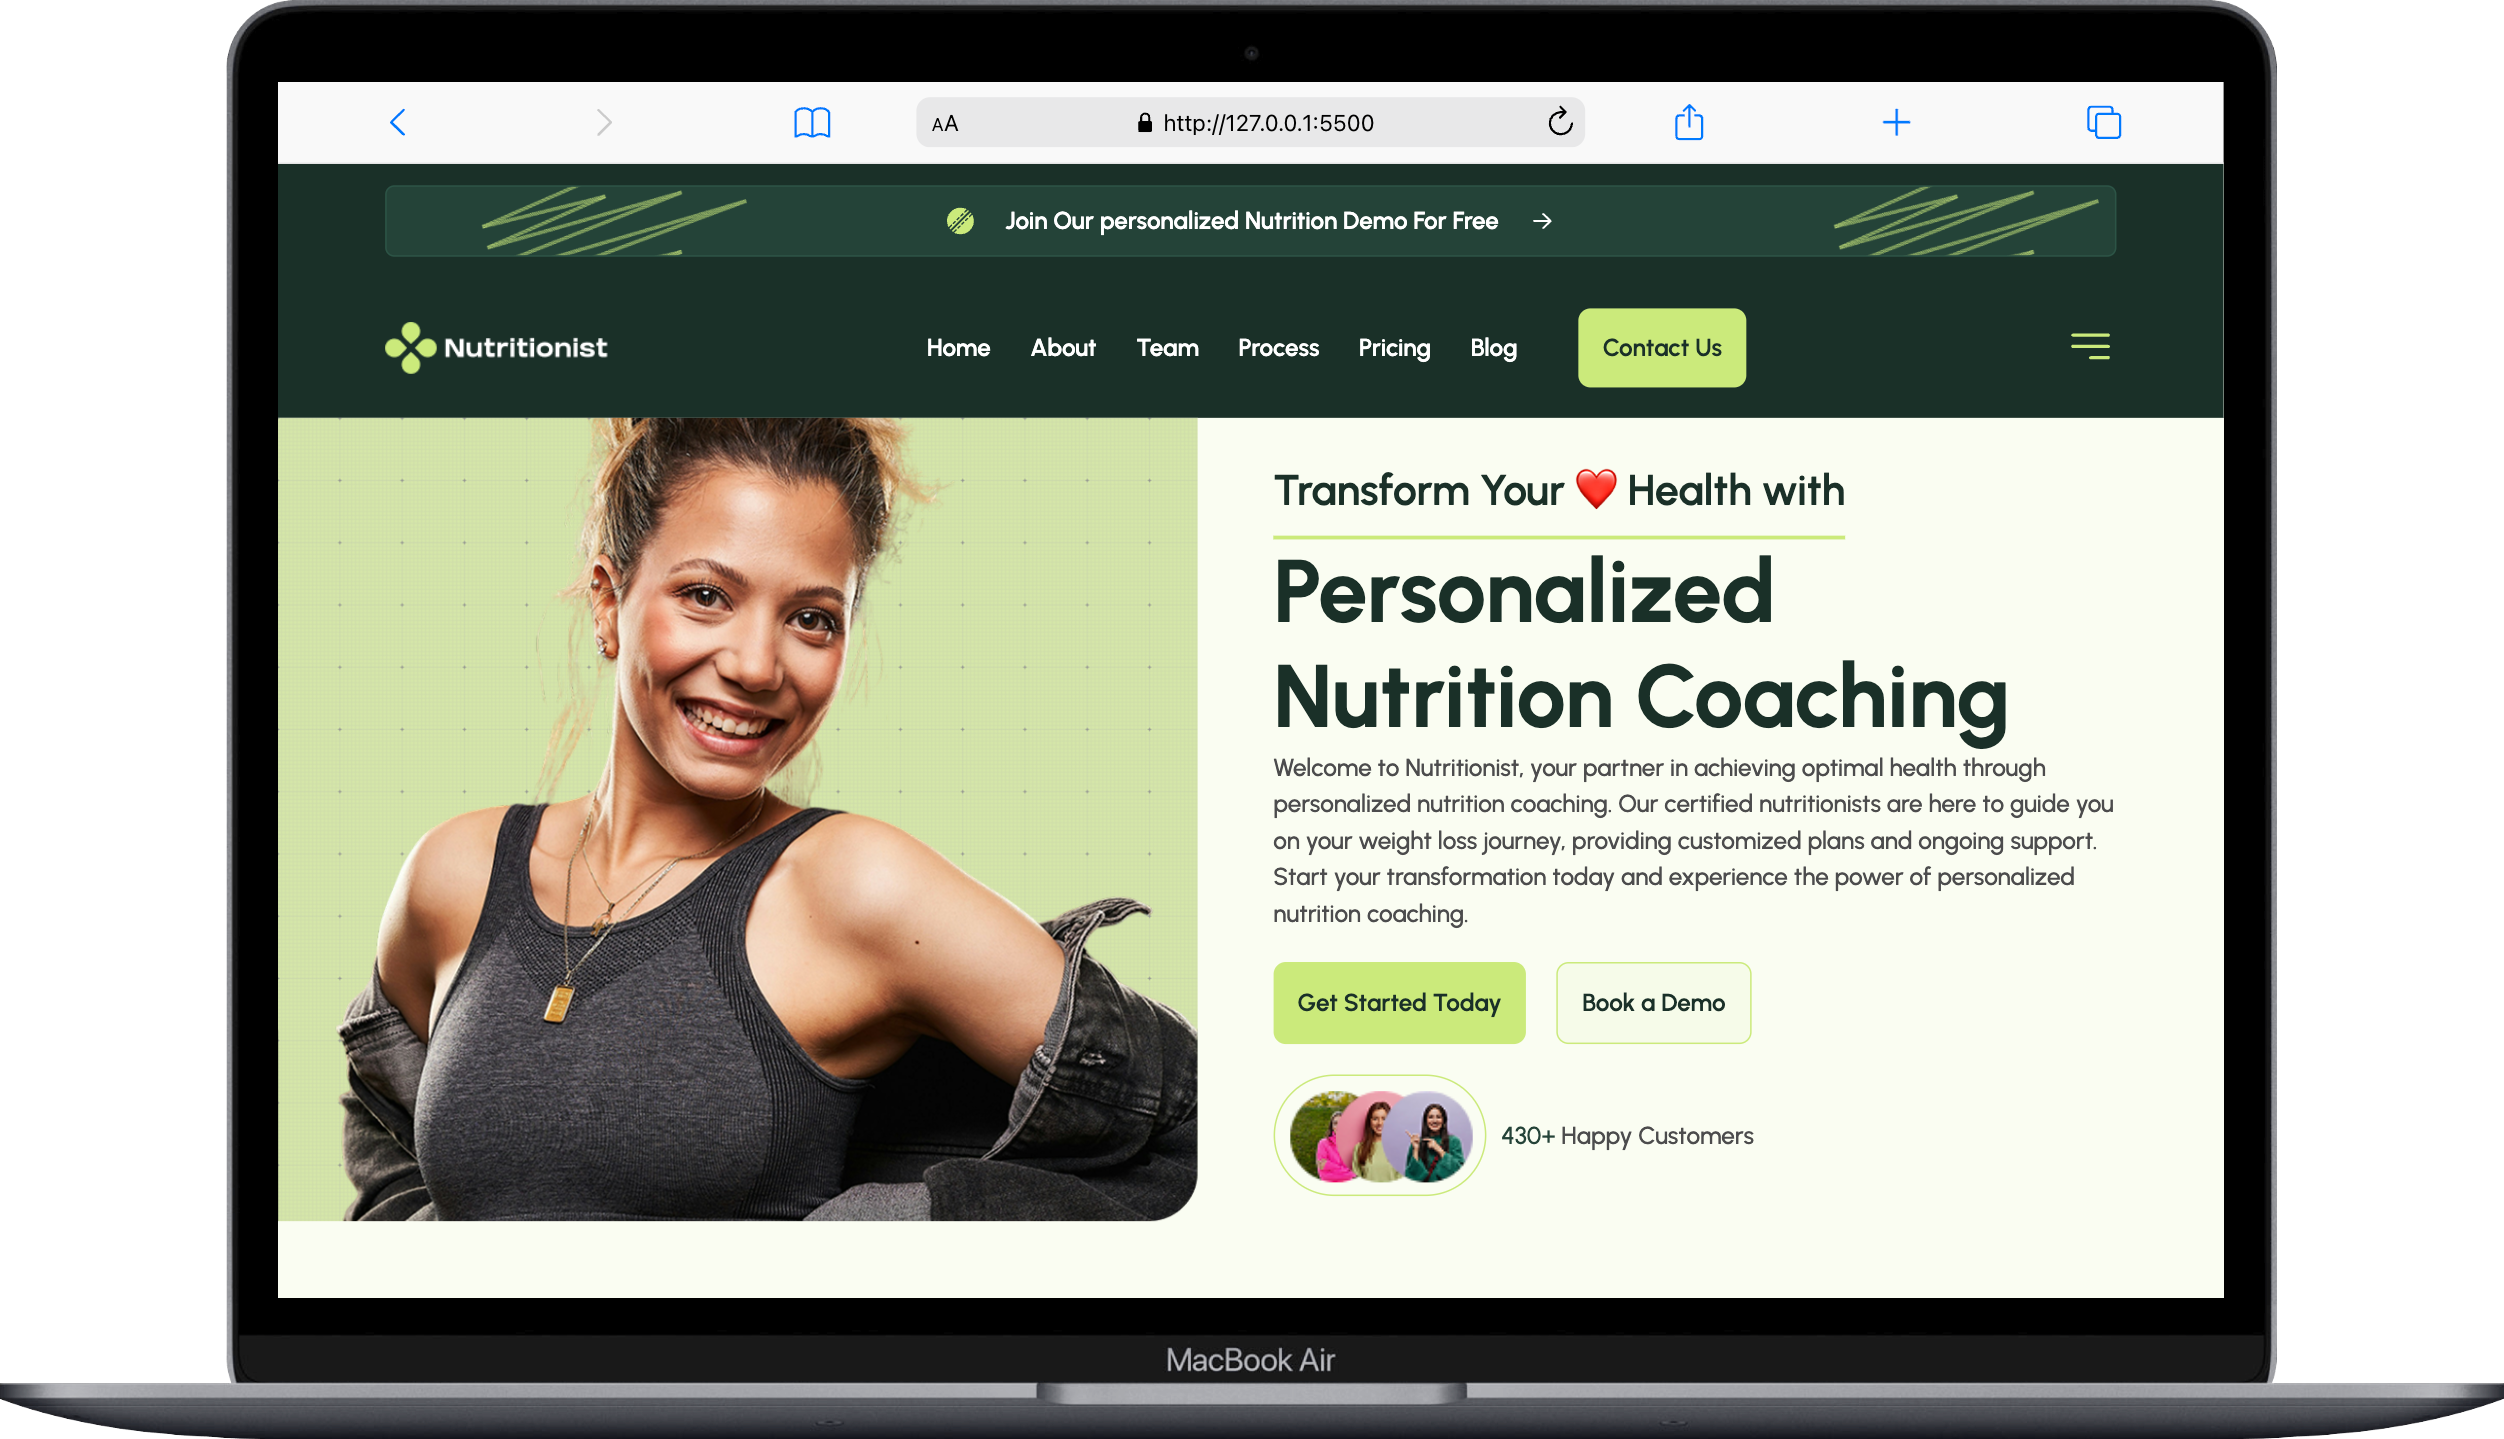 AA http://127.0.0.1:5500
Join Our personalized Nutrition Demo For Free →
Nutritionist Home About Team Process Pricing Blog Contact Us
Transform Your ❤️ Health with
Personalized
Nutrition Coaching
Welcome to Nutritionist, your partner in achieving optimal health through
personalized nutrition coaching. Our certified nutritionists are here to guide you
on your weight loss journey, providing customized plans and ongoing support.
Start your transformation today and experience the power of personalized
nutrition coaching.
Get Started Today Book a Demo
430+ Happy Customers
MacBook Air